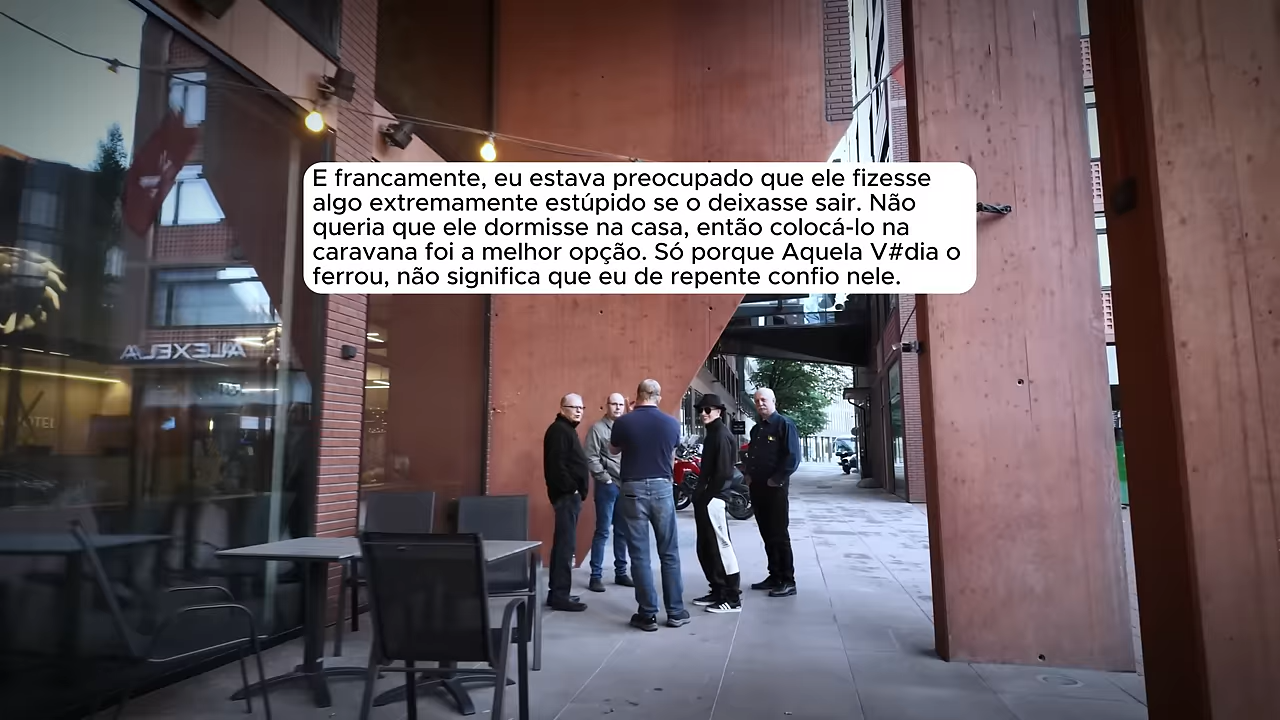 E francamente, eu estava preocupado que ele fizesse
algo extremamente estúpido se o deixasse sair. Não
queria que ele dormisse na casa, então colocá-lo na
caravana foi a melhor opção. Só porque Aquela V#dia o
ferrou, não significa que eu de repente confio nele.
ALEXELA